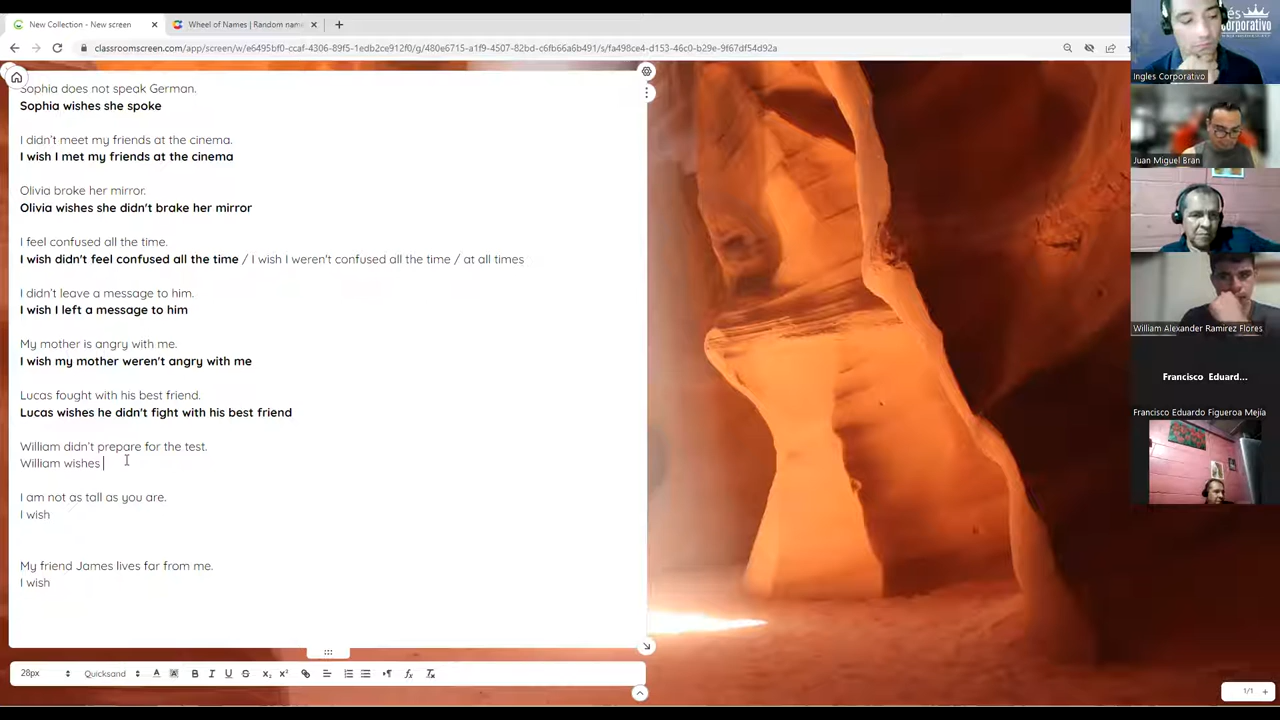 New Collection - New screen
Wheel of Names | Random name
classroomscreen.com/app/screen/w/e6495bf0-ccaf-4306-89f5-1edb2ce912f0/g/480e6715-a1f9-4507-82bd-c6fb66a6b491/s/fa498ce4-d153-46c0-b29e-9f67df54d92a
Sophia does not speak German.
Sophia wishes she spoke
I didn't meet my friends at the cinema.
I wish I met my friends at the cinema
Olivia broke her mirror.
Olivia wishes she didn't brake her mirror
I feel confused all the time.
I wish didn't feel confused all the time / I wish I weren't confused all the time / at all times
I didn't leave a message to him.
I wish I left a message to him
My mother is angry with me.
I wish my mother weren't angry with me
Lucas fought with his best friend.
Lucas wishes he didn't fight with his best friend
William didn't prepare for the test.
William wishes
I am not as tall as you are.
I wish
My friend James lives far from me.
I wish
28px
Quicksand
1/1
Corporativo
Ingles Corporativo
Juan Miguel Bran
William Alexander Ramirez Flores
Francisco Eduard...
Francisco Eduardo Figueroa Mejía